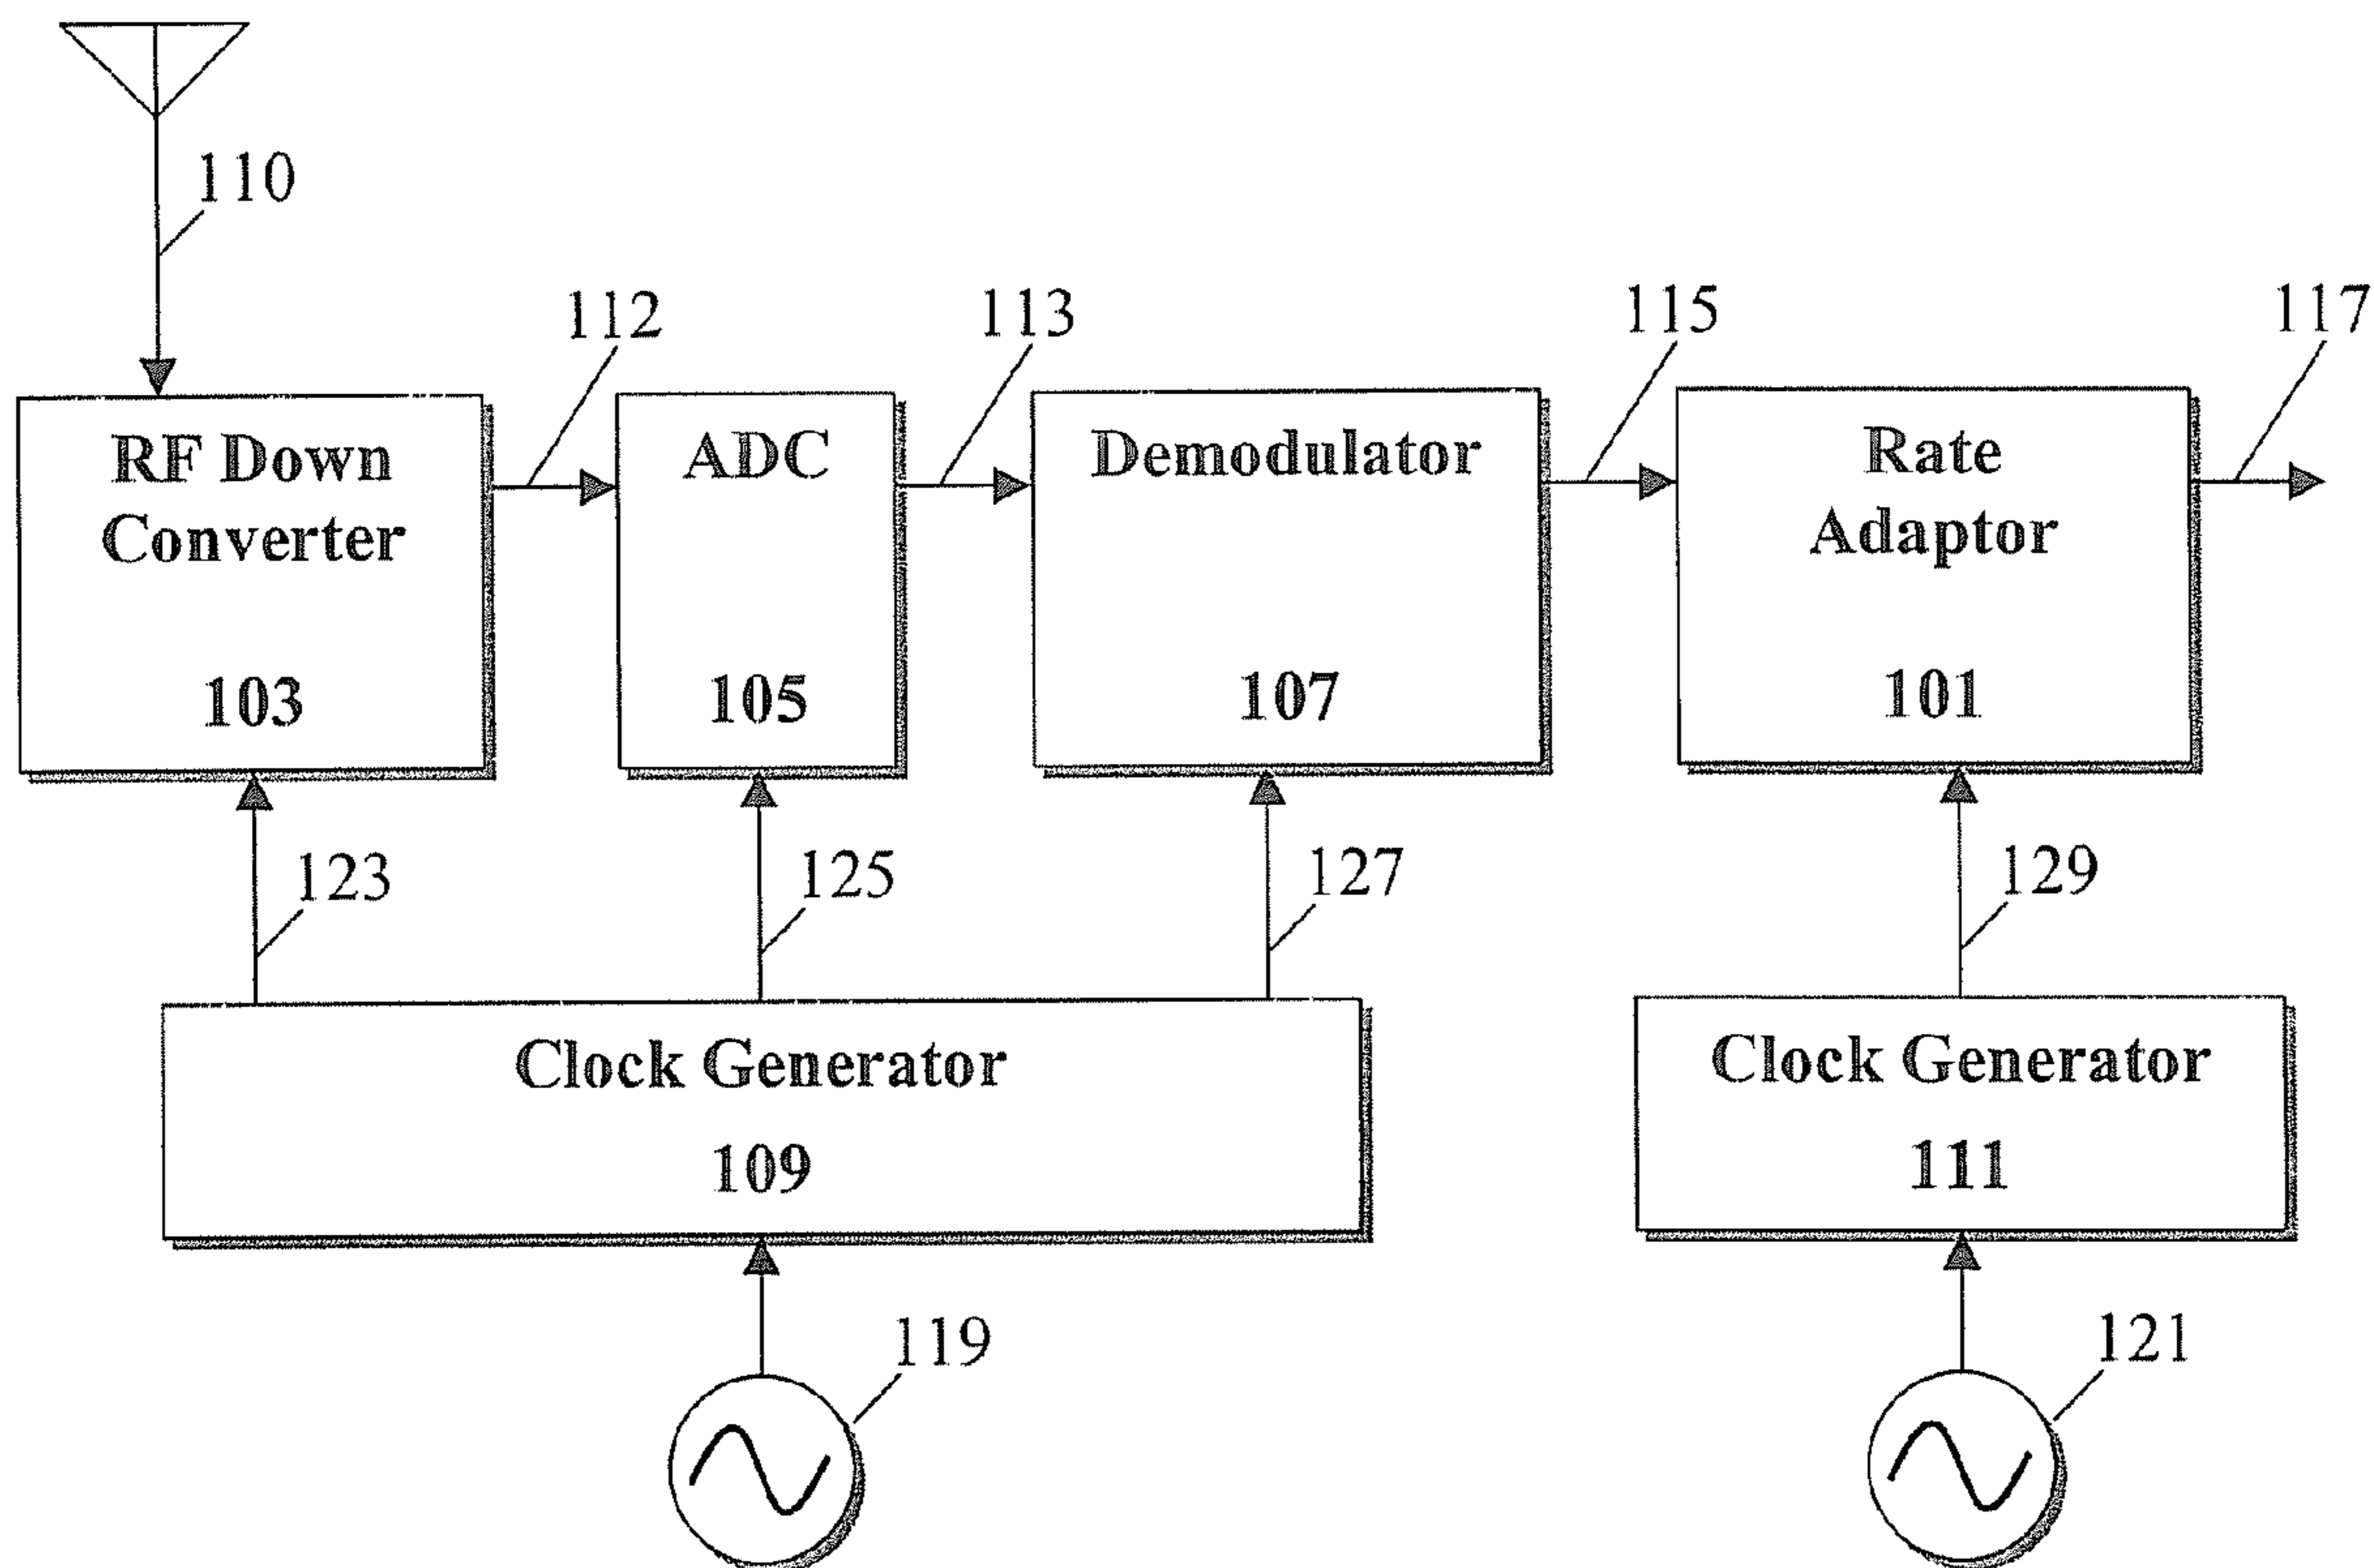 110
112
113
115
117
RF Down
Converter
103
ADC
105
Demodulator
107
Rate
Adaptor
101
123
125
127
129
Clock Generator
109
Clock Generator
111
119
121